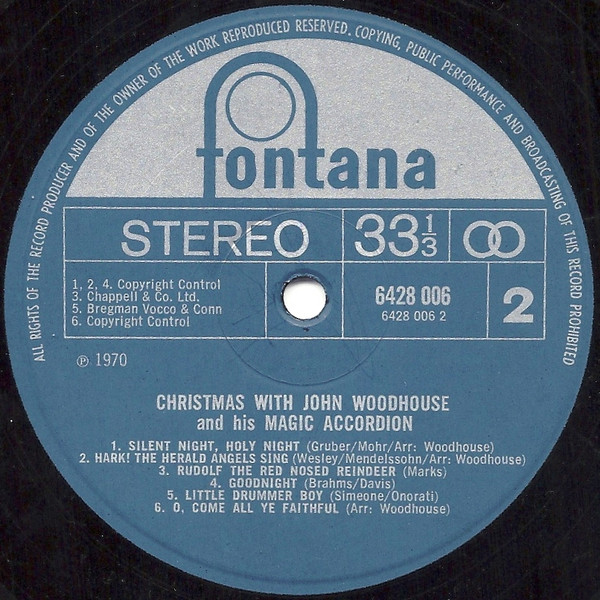 ALL RIGHTS OF THE RECORD PRODUCER AND OF THE OWNER OF THE WORK REPRODUCED RESERVED. COPYING, PUBLIC PERFORMANCE AND BROADCASTING OF THIS RECORD PROHIBITED
fontana
STEREO 33 1/3
1, 2, 4. Copyright Control
3. Chappell & Co. Ltd.
5. Bregman Vocco & Conn
6. Copyright Control
6428 006
6428 006 2
2
℗ 1970
CHRISTMAS WITH JOHN WOODHOUSE
and his MAGIC ACCORDION
1. SILENT NIGHT, HOLY NIGHT (Gruber/Mohr/Arr: Woodhouse)
2. HARK! THE HERALD ANGELS SING (Wesley/Mendelssohn/Arr: Woodhouse)
3. RUDOLF THE RED NOSED REINDEER (Marks)
4. GOODNIGHT (Brahms/Davis)
5. LITTLE DRUMMER BOY (Simeone/Onorati)
6. O, COME ALL YE FAITHFUL (Arr: Woodhouse)